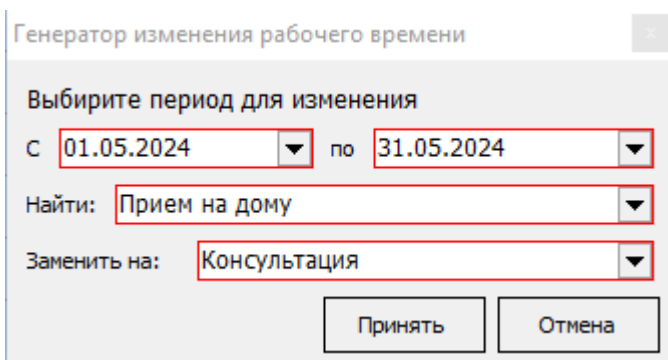 Генератор изменения рабочего времени x
Выбирите период для изменения
С 01.05.2024 по 31.05.2024
Найти: Прием на дому
Заменить на: Консультация
Принять Отмена